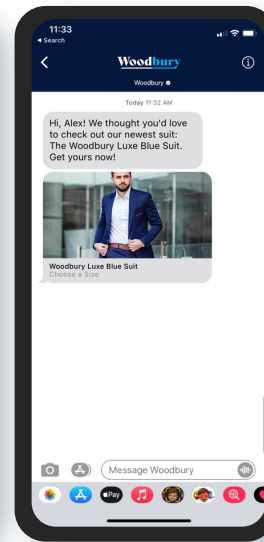 11:33
Search
Woodbury
Woodbury
Today 11:32 AM
Hi, Alex! We thought you'd love
to check out our newest suit:
The Woodbury Luxe Blue Suit.
Get yours now!
Woodbury Luxe Blue Suit
Choose a Size
Message Woodbury
Pay